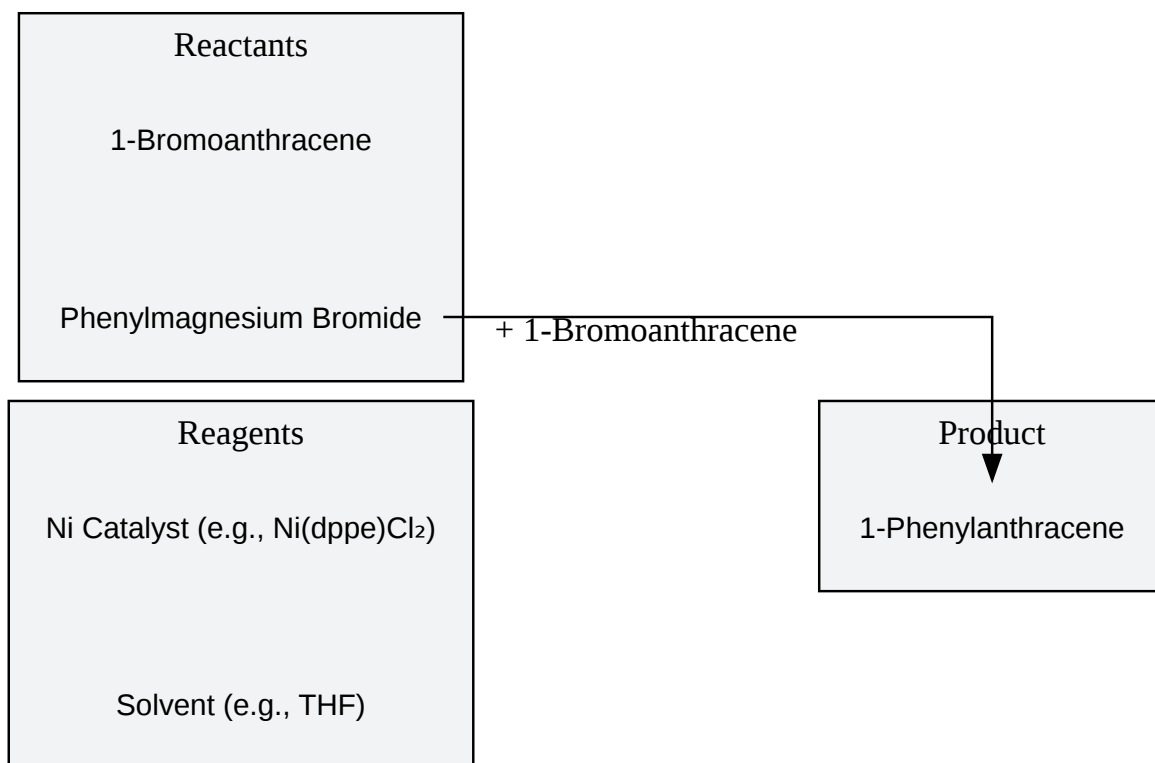 Reactants
1-Bromoanthracene
Phenylmagnesium Bromide
+ 1-Bromoanthracene
Reagents
Ni Catalyst (e.g., Ni(dppe)Cl₂)
Solvent (e.g., THF)
Product
1-Phenylanthracene